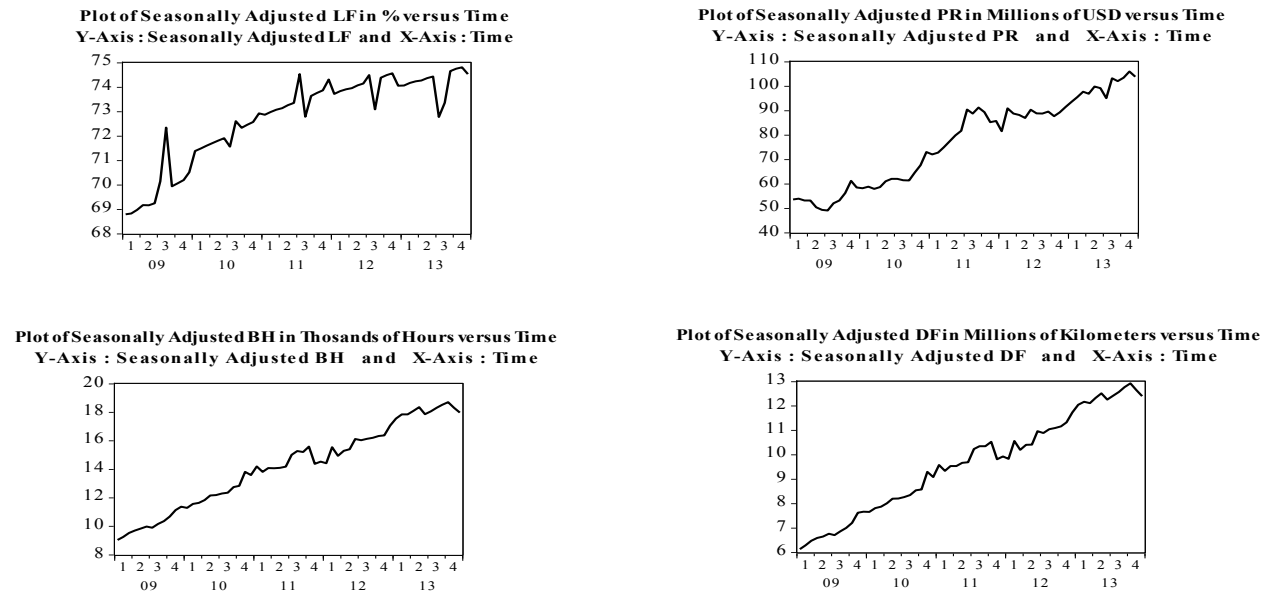 Plot of Seasonally Adjusted LF in % versus Time
Y-Axis : Seasonally Adjusted LF and X-Axis : Time
75
74
73
72
71
70
69
68
1 2 3 4 1 2 3 4 1 2 3 4 1 2 3 4 1 2 3 4
09 10 11 12 13
Plot of Seasonally Adjusted PR in Millions of USD versus Time
Y-Axis : Seasonally Adjusted PR and X-Axis : Time
110
100
90
80
70
60
50
40
1 2 3 4 1 2 3 4 1 2 3 4 1 2 3 4 1 2 3 4
09 10 11 12 13
Plot of Seasonally Adjusted BH in Thosands of Hours versus Time
Y-Axis : Seasonally Adjusted BH and X-Axis : Time
20
18
16
14
12
10
8
1 2 3 4 1 2 3 4 1 2 3 4 1 2 3 4 1 2 3 4
09 10 11 12 13
Plot of Seasonally Adjusted DF in Millions of Kilometers versus Time
Y-Axis : Seasonally Adjusted DF and X-Axis : Time
13
12
11
10
9
8
7
6
1 2 3 4 1 2 3 4 1 2 3 4 1 2 3 4 1 2 3 4
09 10 11 12 13